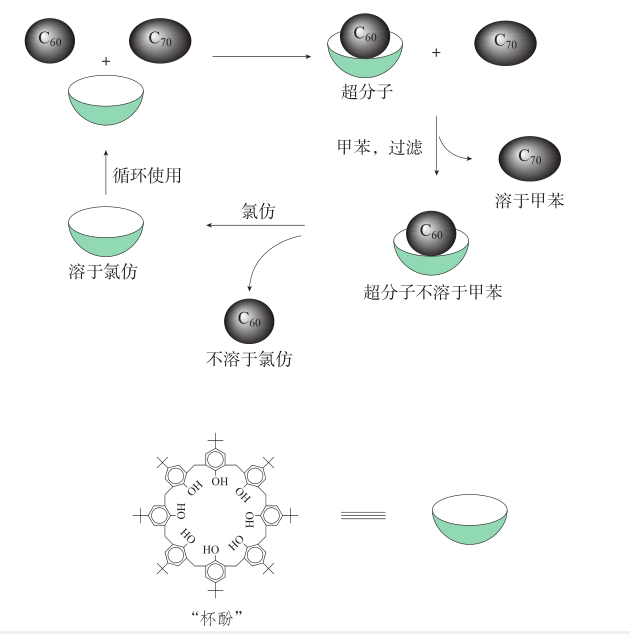 C60 + C70
C60 + C70
超分子
甲苯，过滤
C70
溶于甲苯
循环使用
氯仿
C60
溶于氯仿
超分子不溶于甲苯
C60
不溶于氯仿
OH
OH OH
OH OH
HO HO
HO
“杯酚”